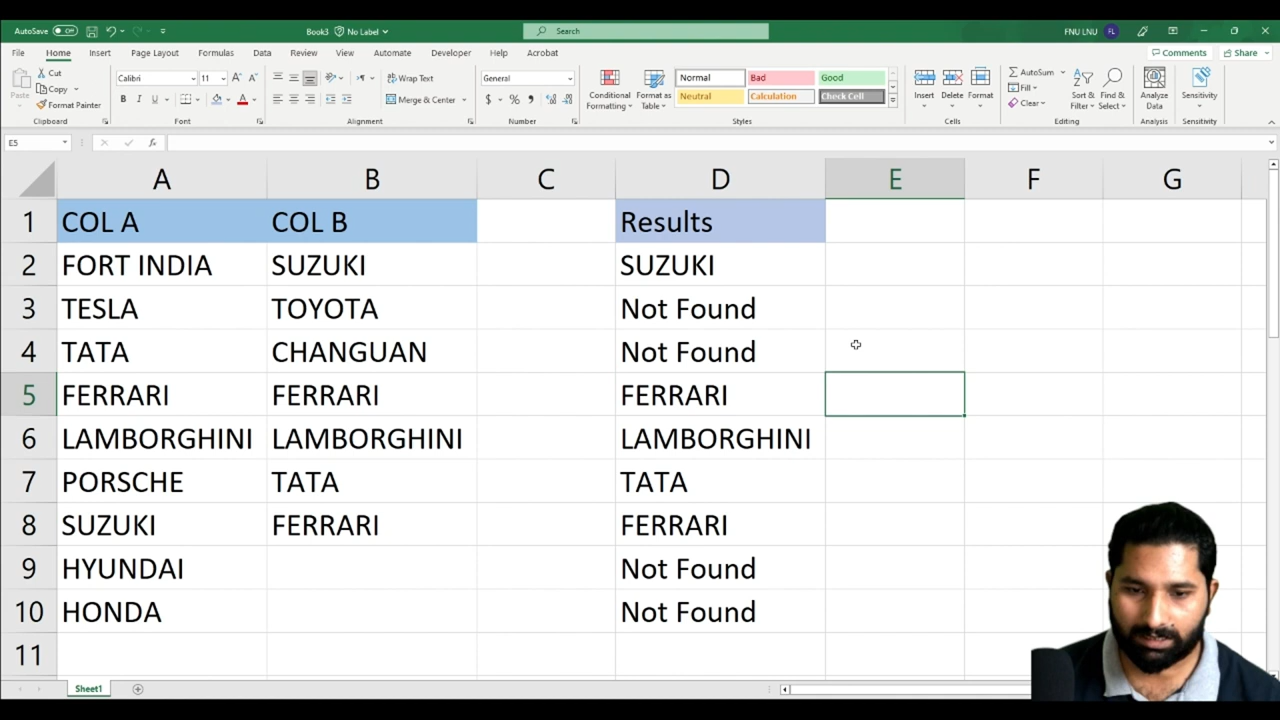 AutoSave Off Book3 No Label Search FNU LNU FL
File Home Insert Page Layout Formulas Data Review View Automate Developer Help Acrobat Comments Share
Paste Cut Copy Format Painter
Calibri 11 A A B I U A
Wrap Text Merge & Center
General $ % ,
Conditional Formatting Format as Table
Normal Bad Good
Neutral Calculation Check Cell
Insert Delete Format
AutoSum Fill Clear Sort & Filter Find & Select
Analyze Data Sensitivity
Clipboard Font Alignment Number Styles Cells Editing Analysis Sensitivity
E5 fx
A B C D E F G
1 COL A COL B Results
2 FORT INDIA SUZUKI SUZUKI
3 TESLA TOYOTA Not Found
4 TATA CHANGUAN Not Found
5 FERRARI FERRARI FERRARI
6 LAMBORGHINI LAMBORGHINI LAMBORGHINI
7 PORSCHE TATA TATA
8 SUZUKI FERRARI FERRARI
9 HYUNDAI Not Found
10 HONDA Not Found
11
Sheet1